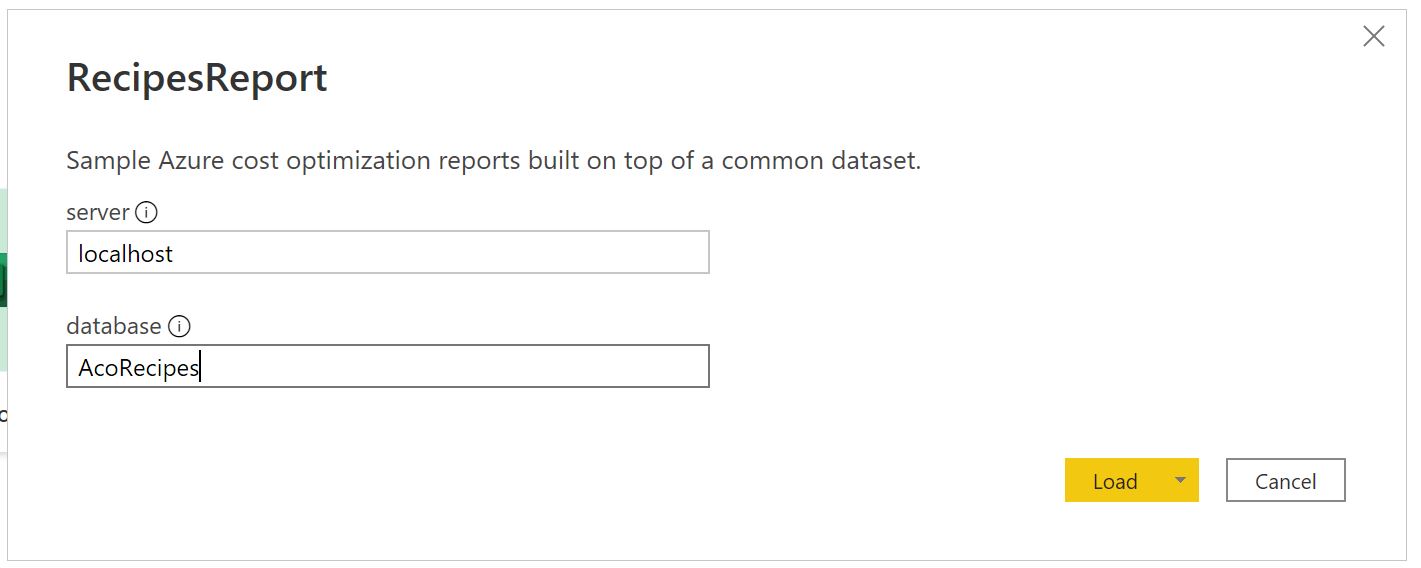 RecipesReport
Sample Azure cost optimization reports built on top of a common dataset.
server
localhost
database
AcoRecipes
Load
Cancel